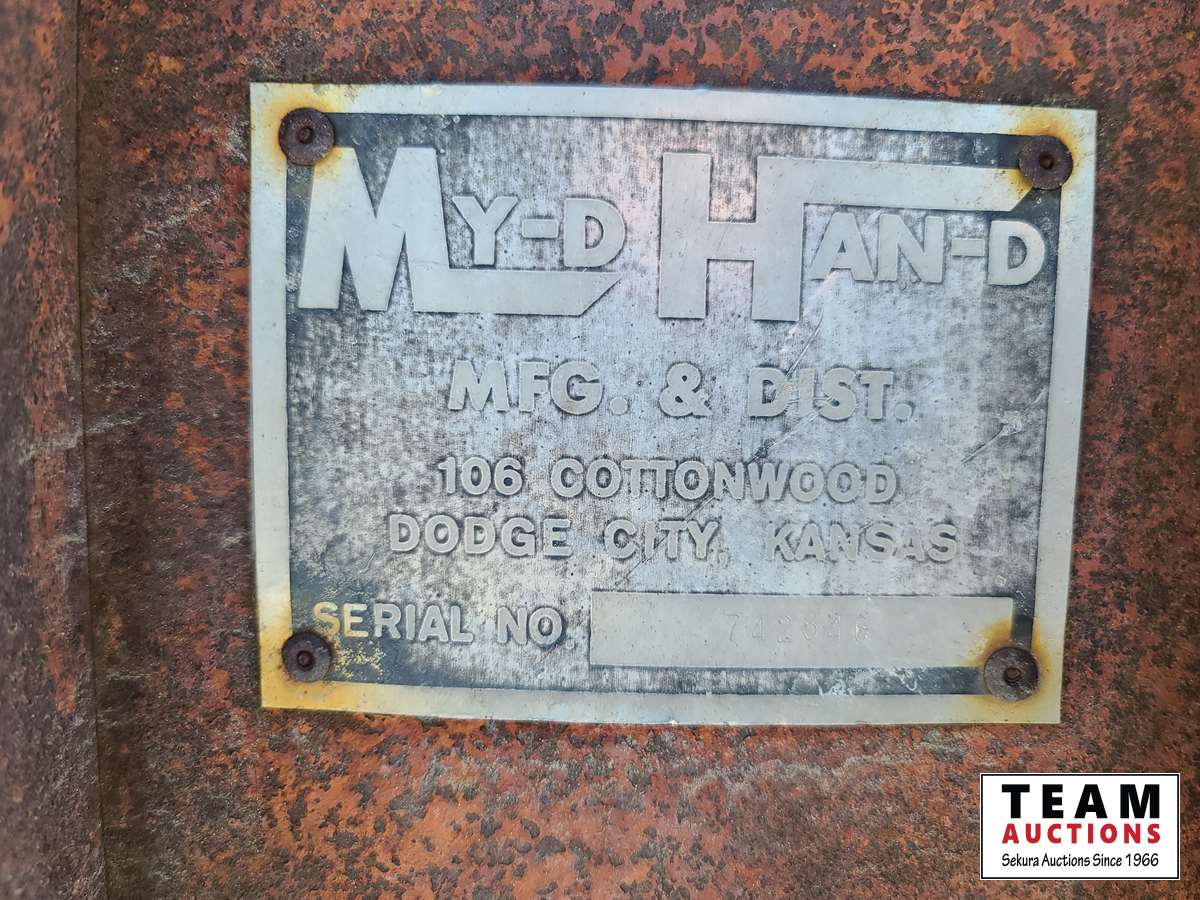 MY-D HAN-D
MFG. & DIST.
106 COTTONWOOD
DODGE CITY, KANSAS
SERIAL NO.
TEAM
AUCTIONS
Sekura Auctions Since 1966